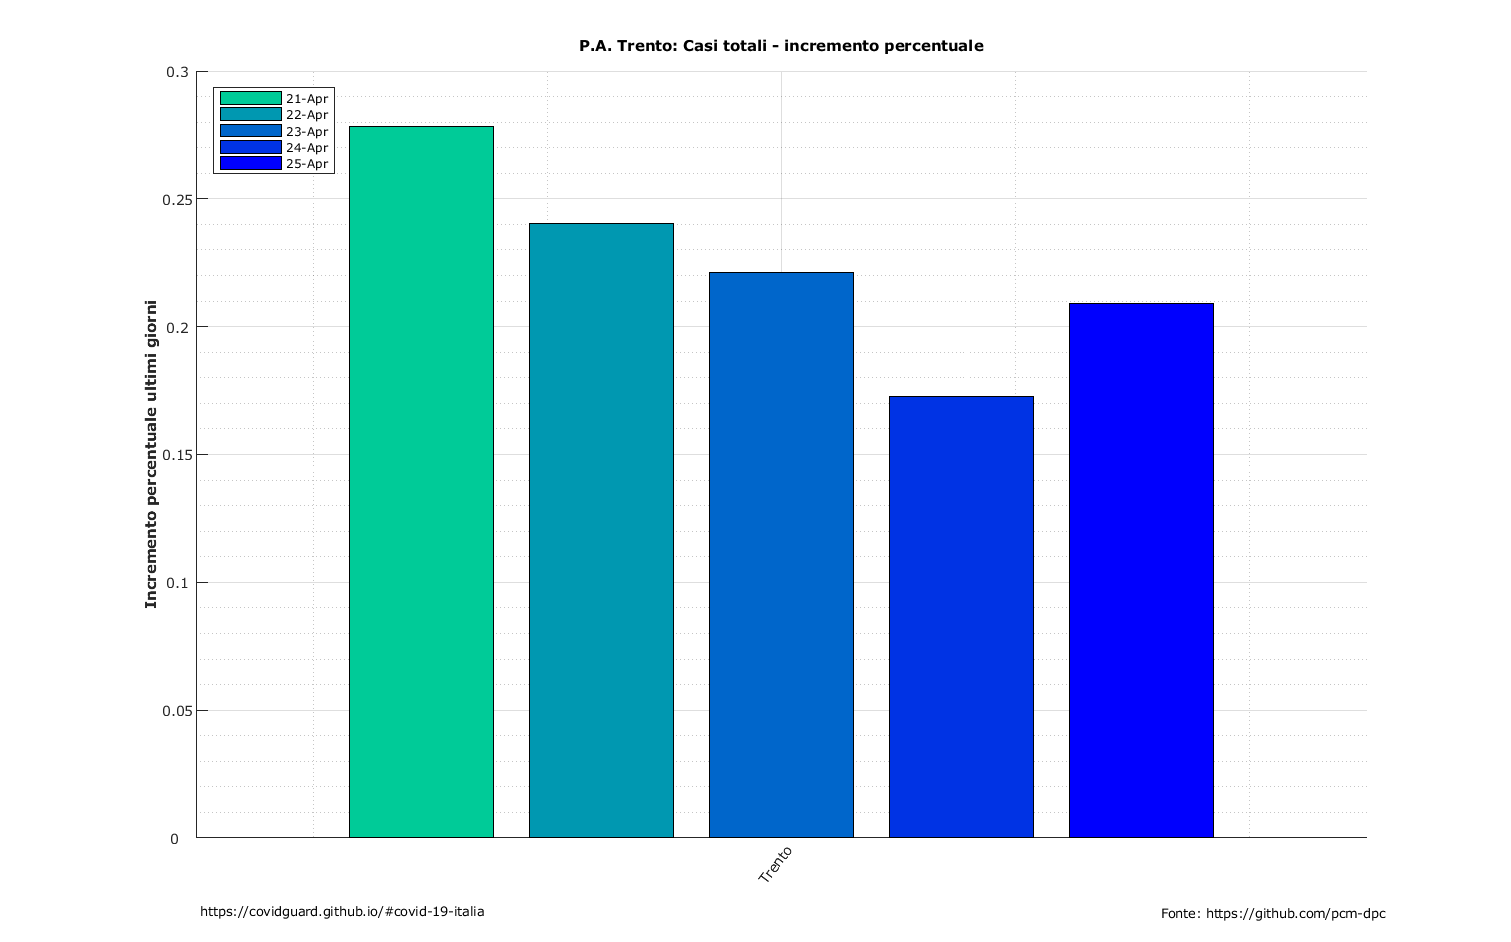 P.A. Trento: Casi totali - incremento percentuale
0.3
0.25
0.2
0.15
0.1
0.05
0
Incremento percentuale ultimi giorni
21-Apr
22-Apr
23-Apr
24-Apr
25-Apr
Trento
https://covidguard.github.io/#covid-19-italia
Fonte: https://github.com/pcm-dpc